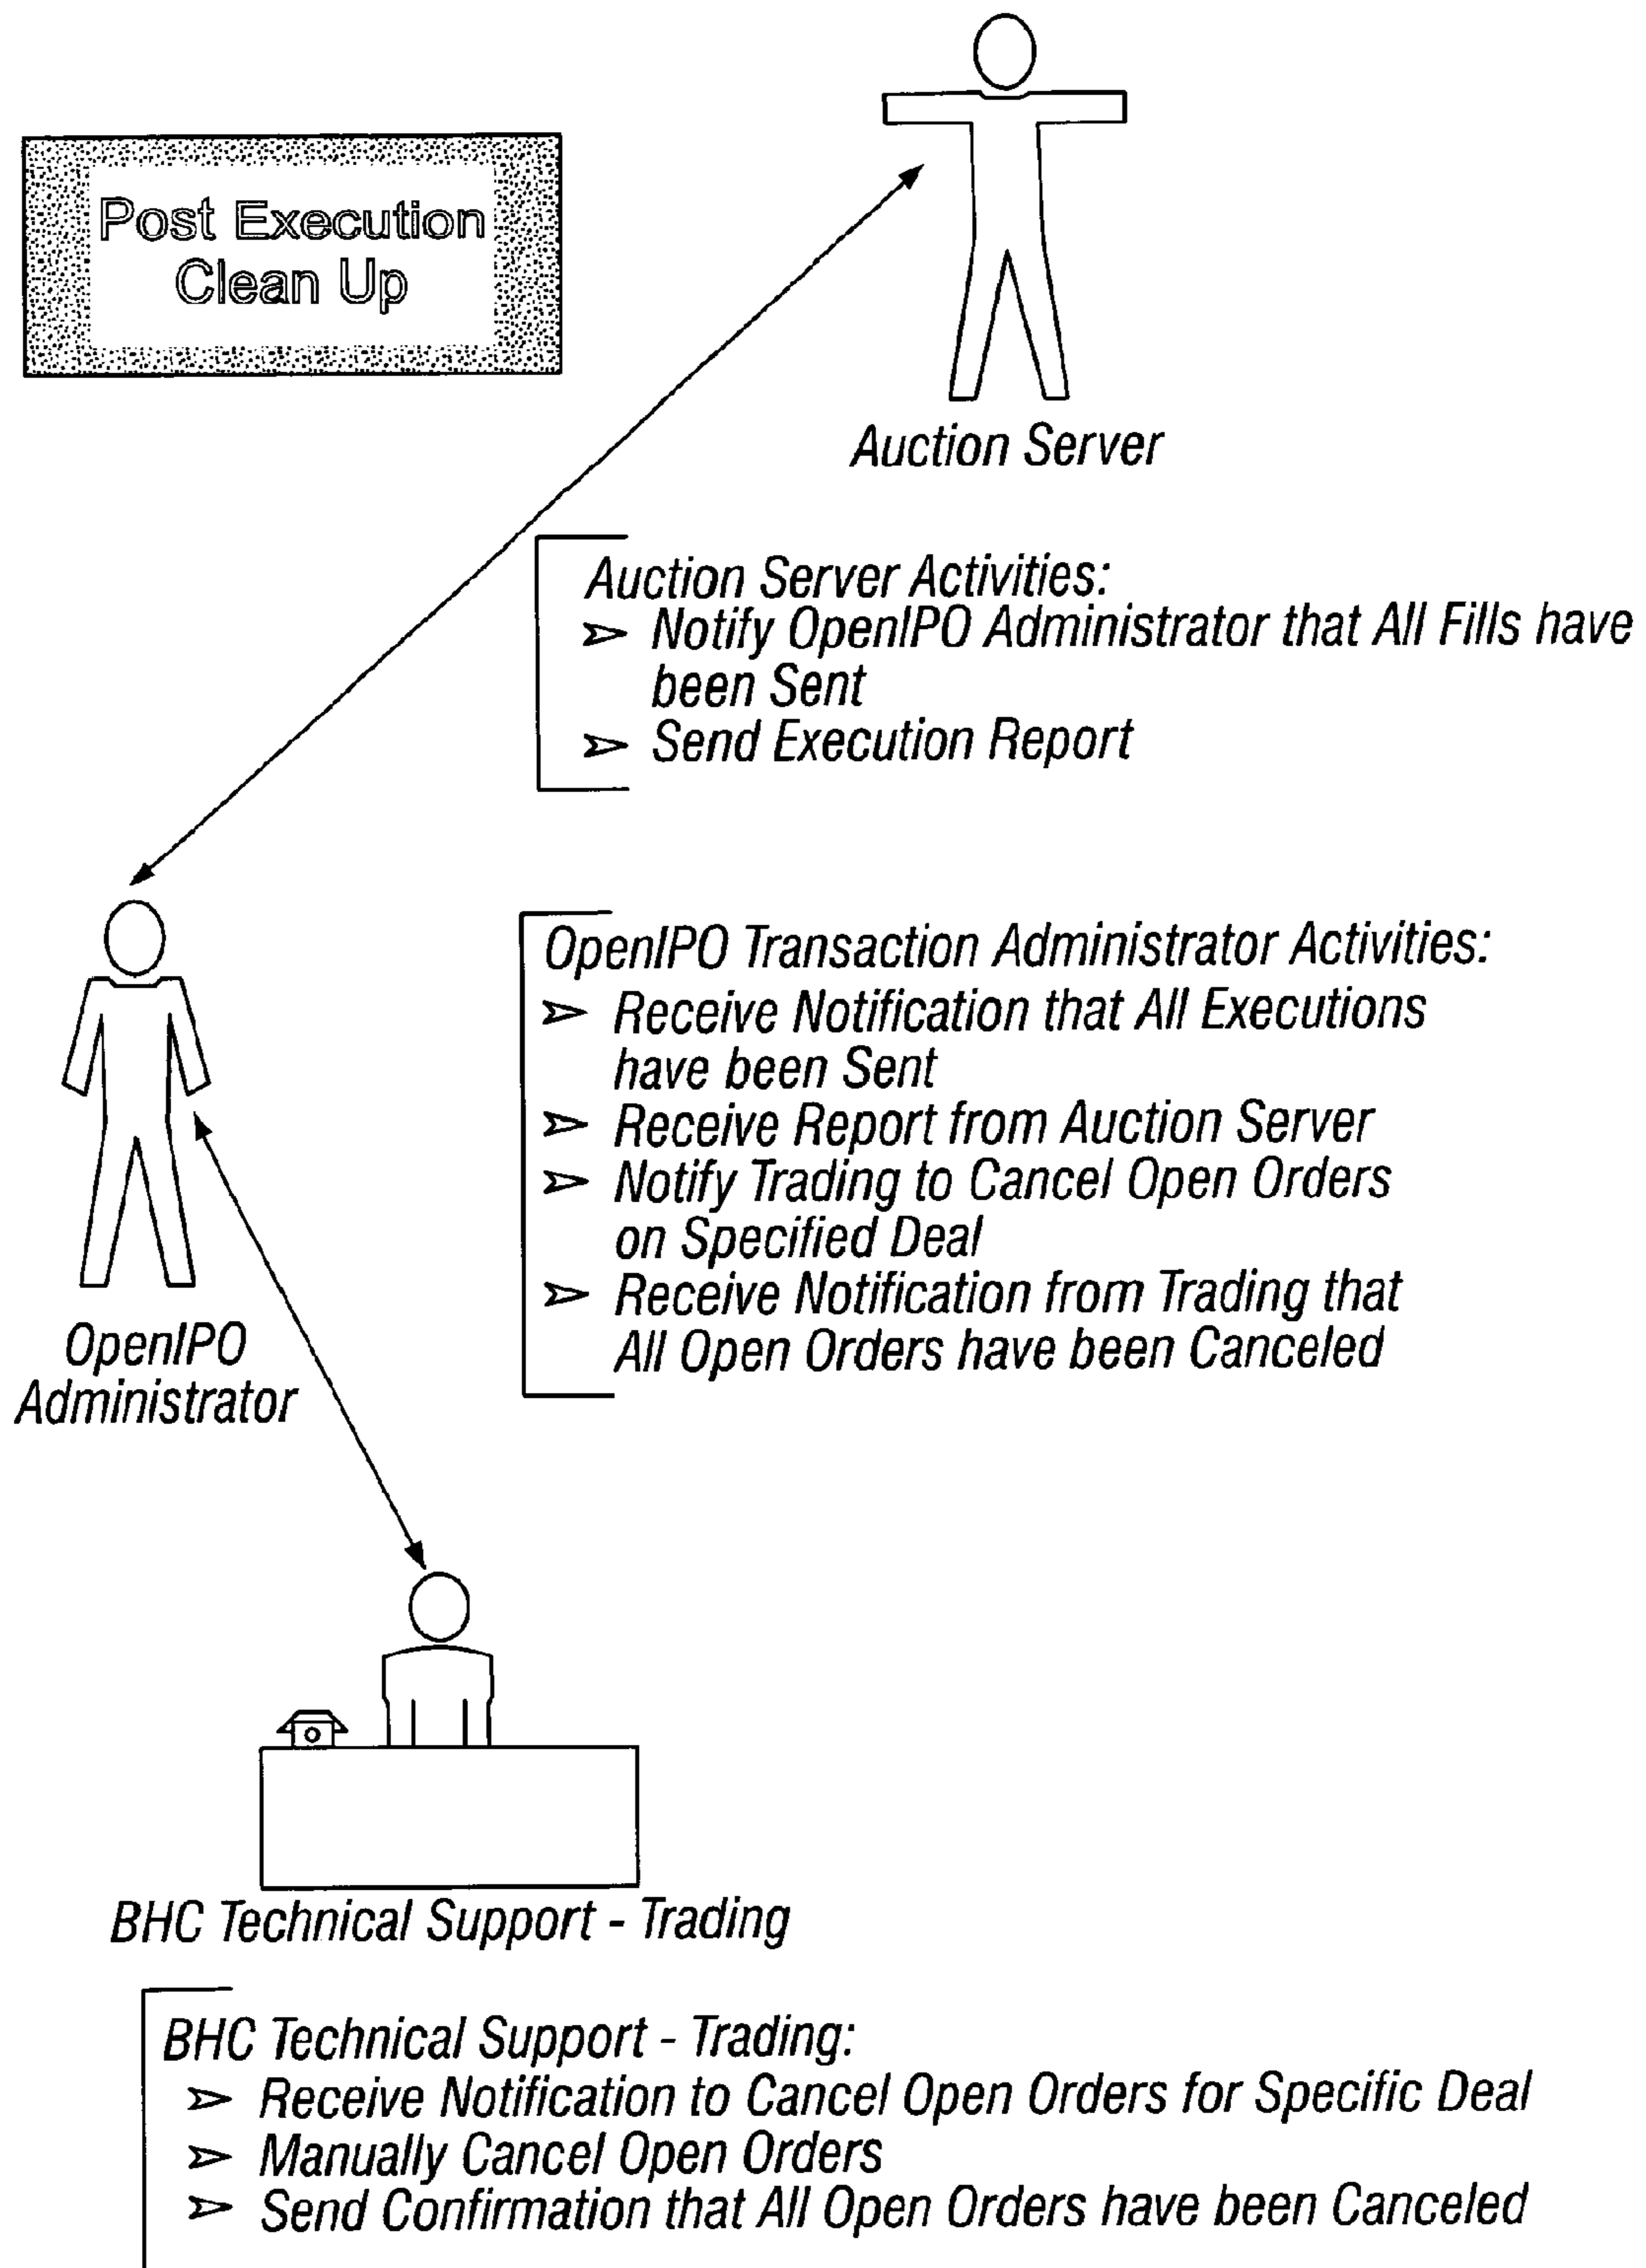 Post Execution
Clean Up
Auction Server
Auction Server Activities:
➢ Notify OpenIPO Administrator that All Fills have
been Sent
➢ Send Execution Report
OpenIPO Transaction Administrator Activities:
➢ Receive Notification that All Executions
have been Sent
➢ Receive Report from Auction Server
➢ Notify Trading to Cancel Open Orders
on Specified Deal
➢ Receive Notification from Trading that
All Open Orders have been Canceled
OpenIPO
Administrator
BHC Technical Support - Trading
BHC Technical Support - Trading:
➢ Receive Notification to Cancel Open Orders for Specific Deal
➢ Manually Cancel Open Orders
➢ Send Confirmation that All Open Orders have been Canceled